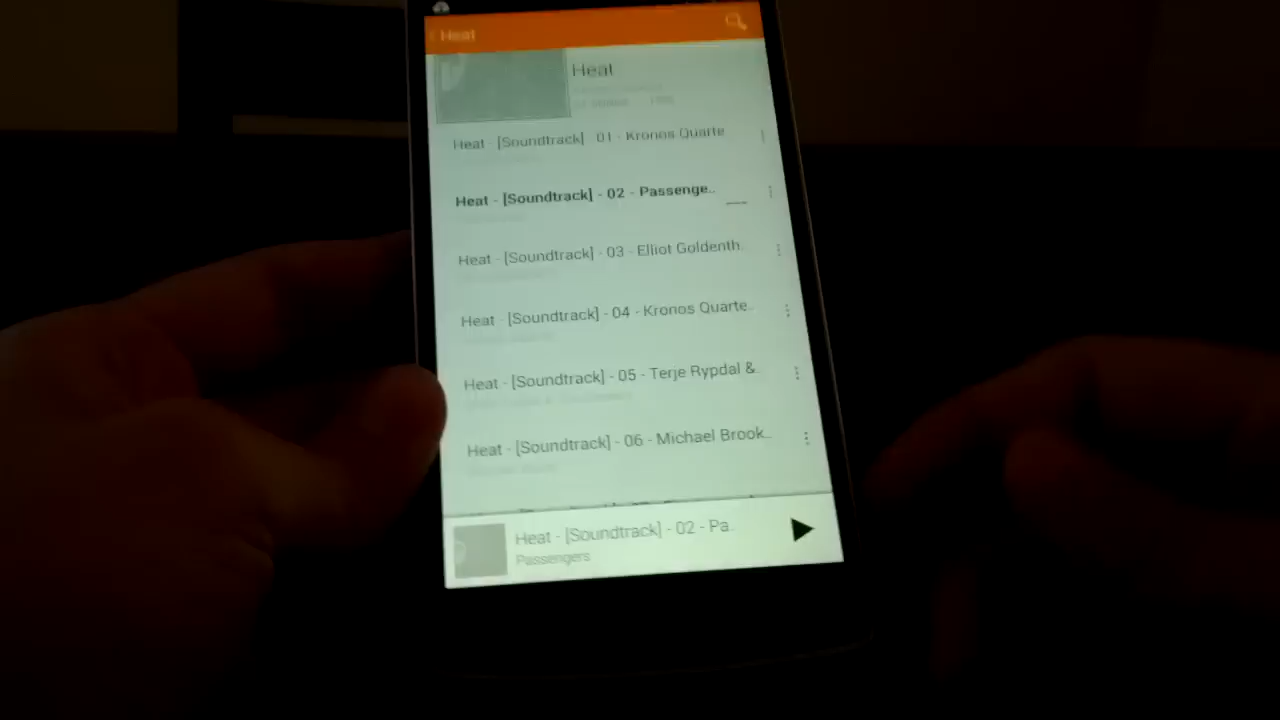 Heat
Heat
Heat - [Soundtrack] 01 - Kronos Quarte
Heat - [Soundtrack] - 02 - Passenge..
Heat - [Soundtrack] - 03 - Elliot Goldenth.
Heat - [Soundtrack] - 04 - Kronos Quarte..
Heat - [Soundtrack] - 05 - Terje Rypdal &..
Heat - [Soundtrack] - 06 - Michael Brook..
Heat - [Soundtrack] - 02 - Pa..
Passengers